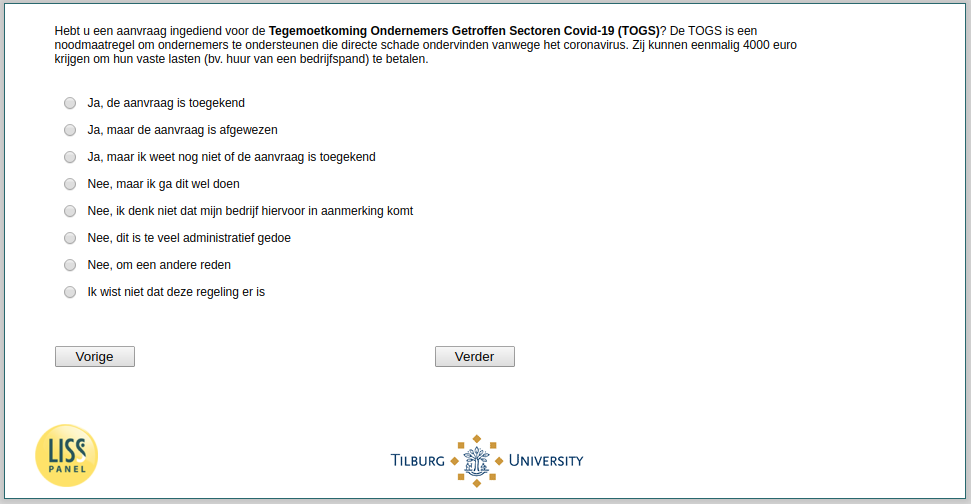 Hebt u een aanvraag ingediend voor de Tegemoetkoming Ondernemers Getroffen Sectoren Covid-19 (TOGS)? De TOGS is een
noodmaatregel om ondernemers te ondersteunen die directe schade ondervinden vanwege het coronavirus. Zij kunnen eenmalig 4000 euro
krijgen om hun vaste lasten (bv. huur van een bedrijfspand) te betalen.
Ja, de aanvraag is toegekend
Ja, maar de aanvraag is afgewezen
Ja, maar ik weet nog niet of de aanvraag is toegekend
Nee, maar ik ga dit wel doen
Nee, ik denk niet dat mijn bedrijf hiervoor in aanmerking komt
Nee, dit is te veel administratief gedoe
Nee, om een andere reden
Ik wist niet dat deze regeling er is
Vorige
Verder
LISS
PANEL
TILBURG UNIVERSITY